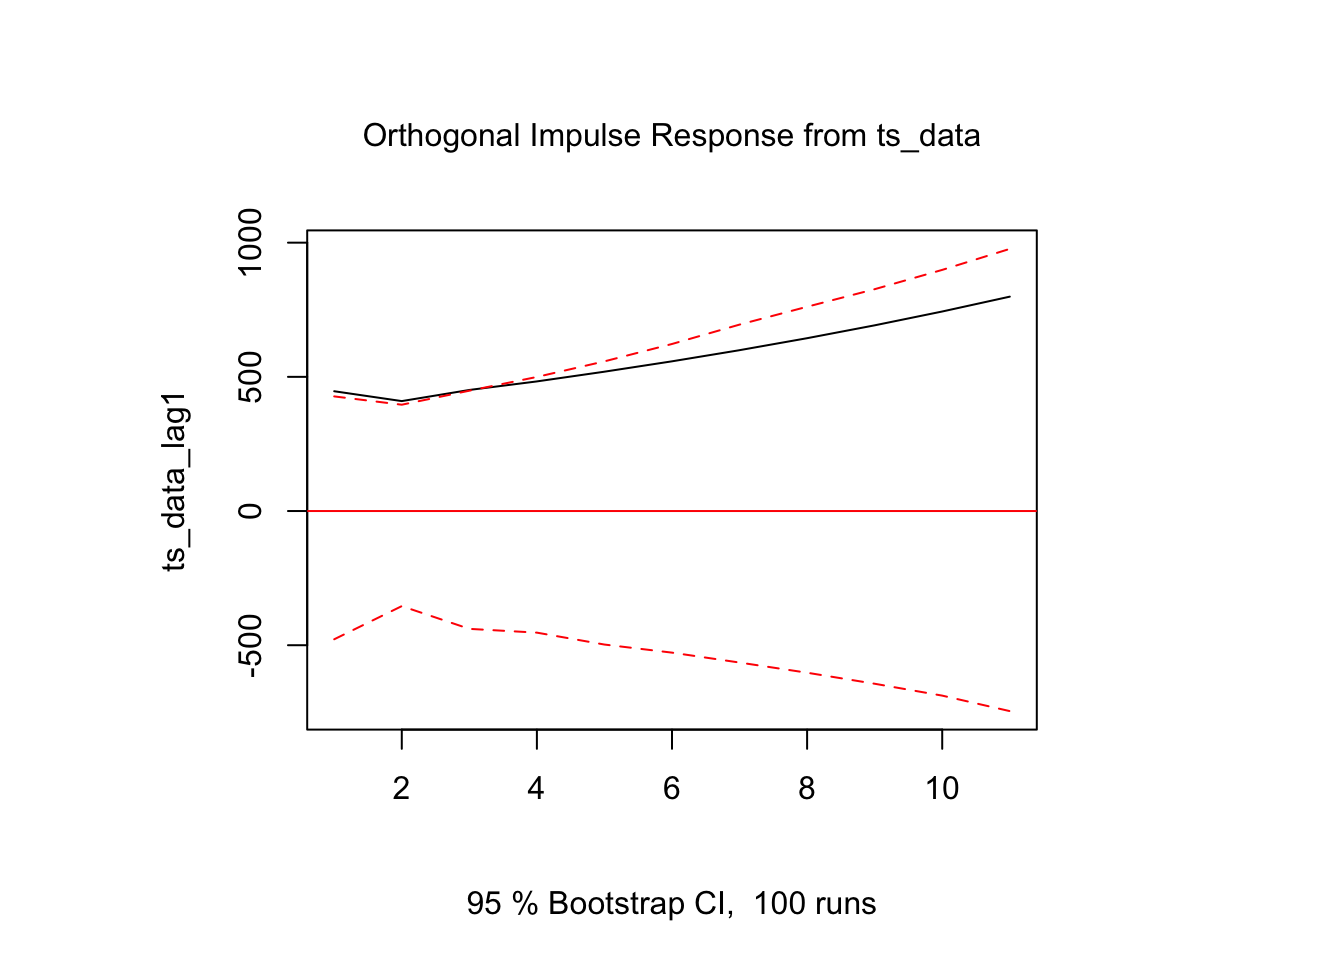 Orthogonal Impulse Response from ts_data
ts_data_lag1
1000
500
0
-500
2 4 6 8 10
95 % Bootstrap CI,  100 runs